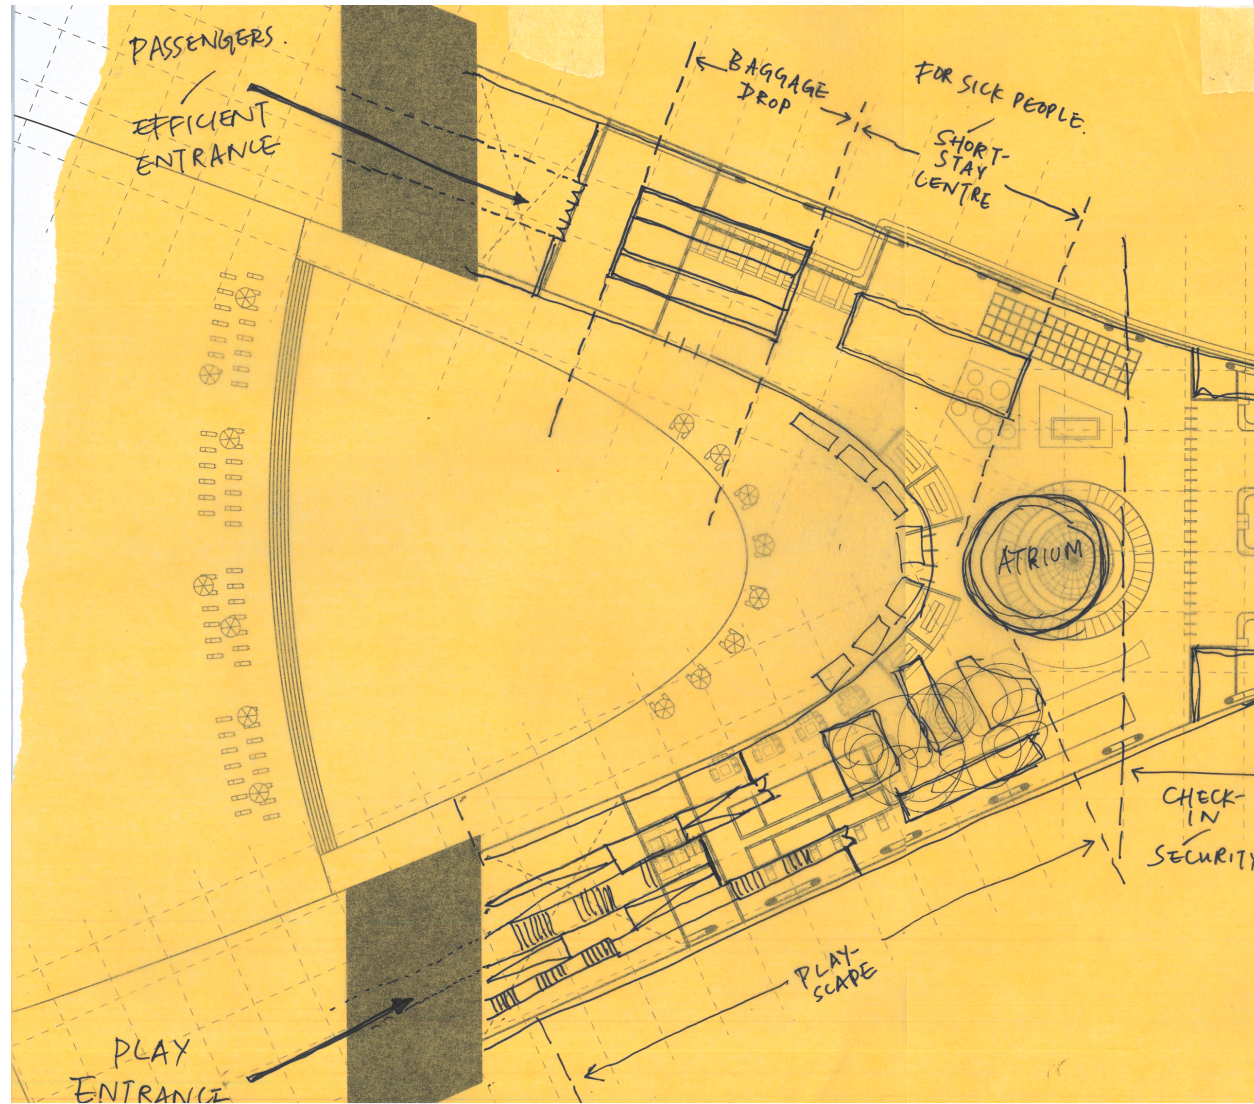 PASSENGERS.
EFFICIENT
ENTRANCE
BAGGAGE
DROP
FOR SICK PEOPLE.
SHORT-
STAY
CENTRE
ATRIUM
CHECK-
IN
SECURITY
PLAY-
SCAPE
PLAY
ENTRANCE